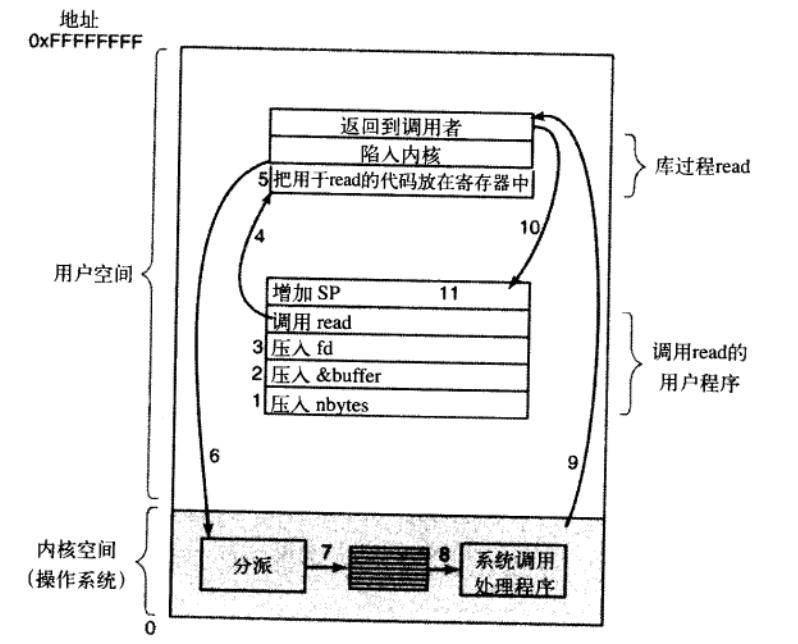 地址
0xFFFFFFFF
返回到调用者
陷入内核
5 把用于read的代码放在寄存器中
库过程read
4
10
用户空间
增加 SP 11
调用 read
3 压入 fd
2 压入 &buffer
1 压入 nbytes
调用read的
用户程序
6
9
内核空间
(操作系统)
分派
7
8
系统调用
处理程序
0